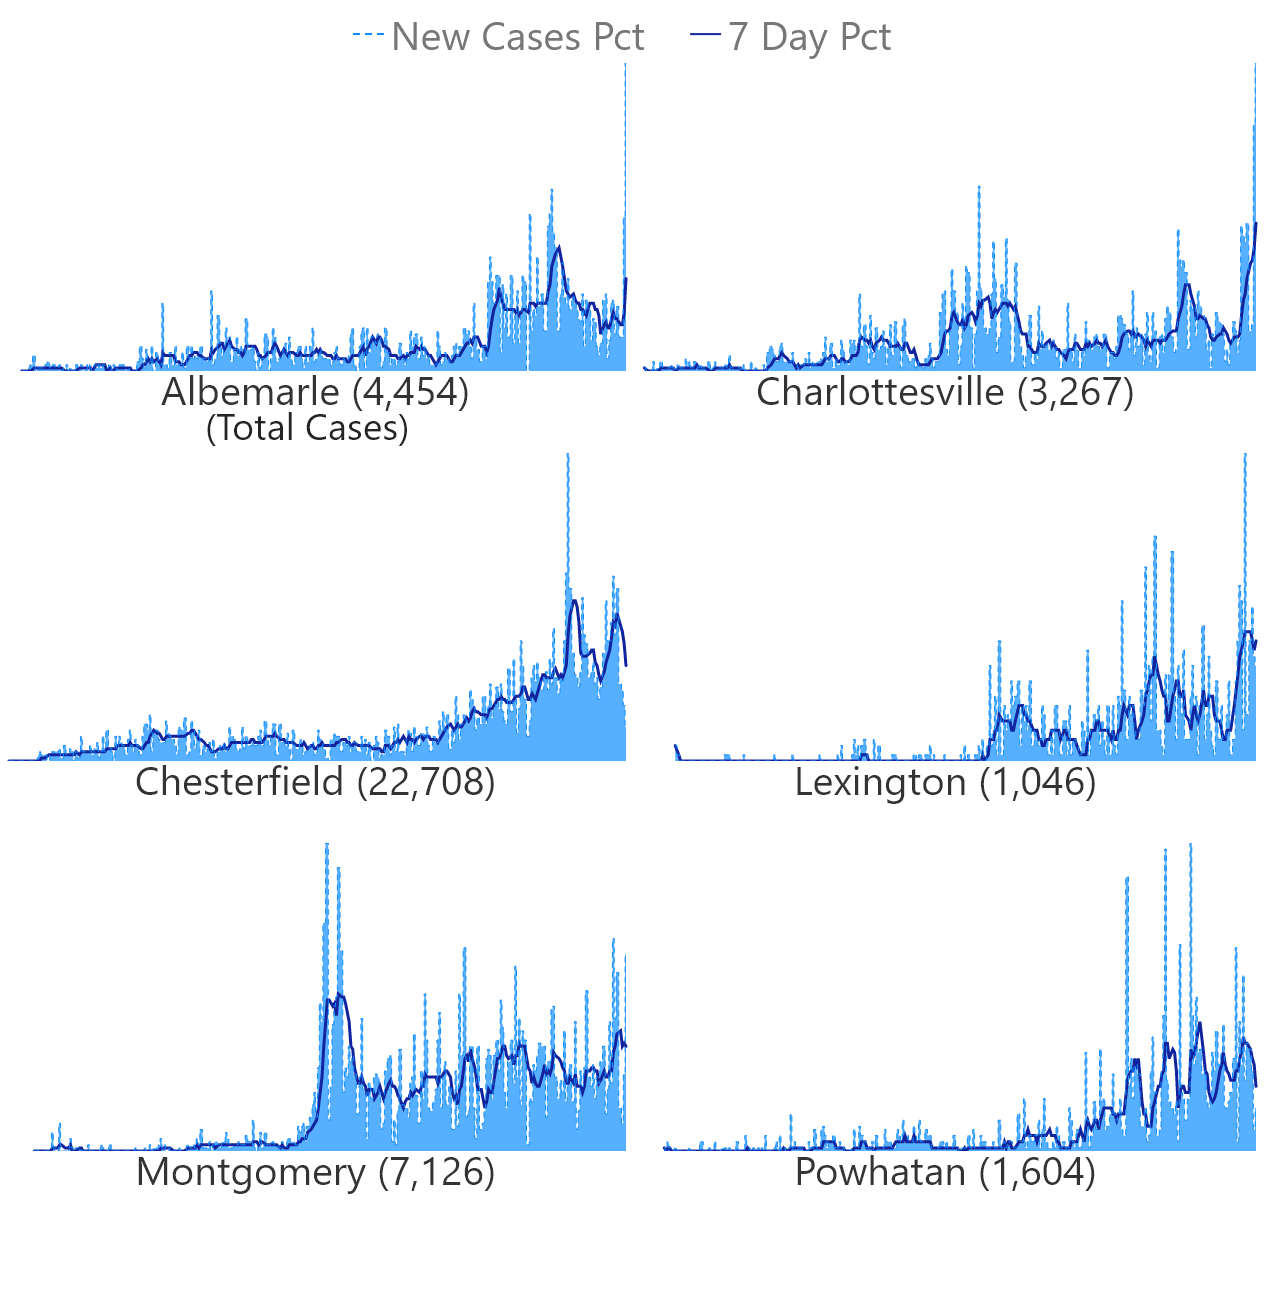 New Cases Pct 7 Day Pct
Albemarle (4,454) Charlottesville (3,267)
(Total Cases)
Chesterfield (22,708) Lexington (1,046)
Montgomery (7,126) Powhatan (1,604)